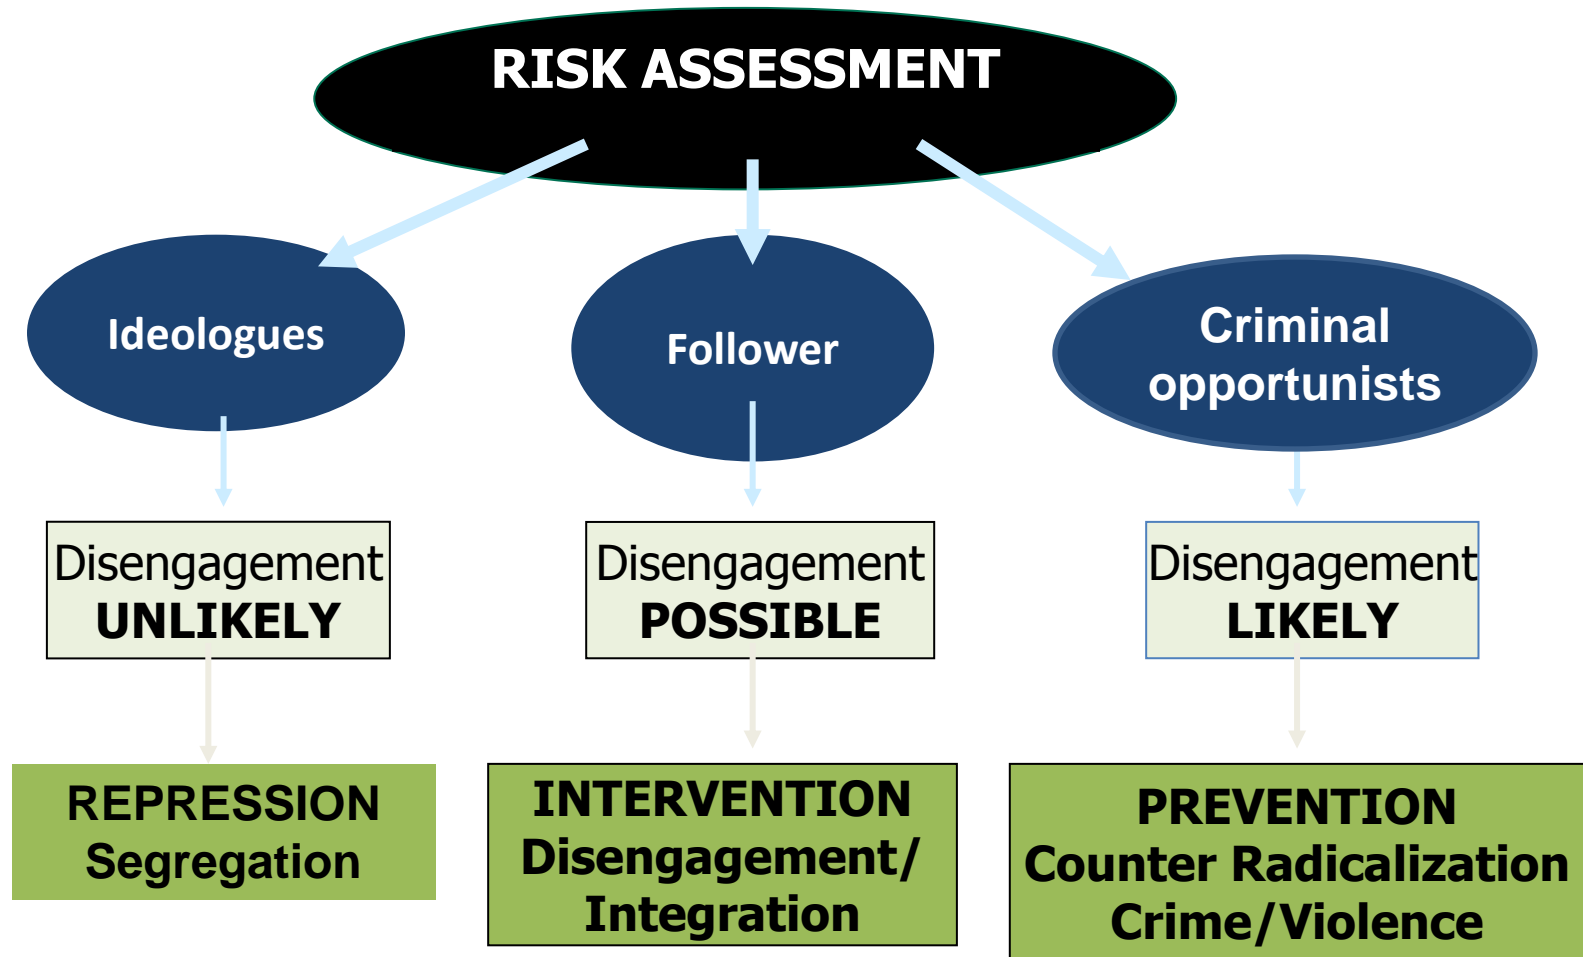 RISK ASSESSMENT
Ideologues
Follower
Criminal
opportunists
Disengagement
UNLIKELY
Disengagement
POSSIBLE
Disengagement
LIKELY
REPRESSION
Segregation
INTERVENTION
Disengagement/
Integration
PREVENTION
Counter Radicalization
Crime/Violence